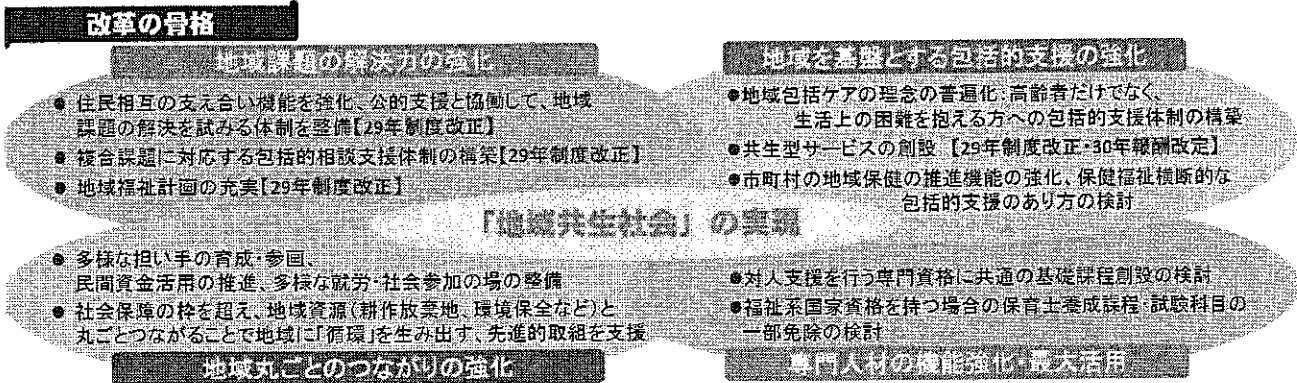 改革の骨格
地域課題の解決力の強化
● 住民相互の支え合い機能を強化、公的支援と協働して、地域
課題の解決を試みる体制を整備【29年制度改正】
● 複合課題に対応する包括的相談支援体制の構築【29年制度改正】
● 地域福祉計画の充実【29年制度改正】
地域を基盤とする包括的支援の強化
●地域包括ケアの理念の普遍化:高齢者だけでなく、
生活上の困難を抱える方への包括的支援体制の構築
●共生型サービスの創設 【29年制度改正・30年報酬改定】
●市町村の地域保健の推進機能の強化、保健福祉横断的な
包括的支援のあり方の検討
「地域共生社会」の実現
● 多様な担い手の育成・参画、
民間資金活用の推進、多様な就労・社会参加の場の整備
● 社会保障の枠を超え、地域資源(耕作放棄地、環境保全など)と
丸ごとつながることで地域に「循環」を生み出す、先進的取組を支援
地域丸ごとのつながりの強化
●対人支援を行う専門資格に共通の基礎課程創設の検討
●福祉系国家資格を持つ場合の保育士養成課程・試験科目の
一部免除の検討
専門人材の機能強化・最大活用